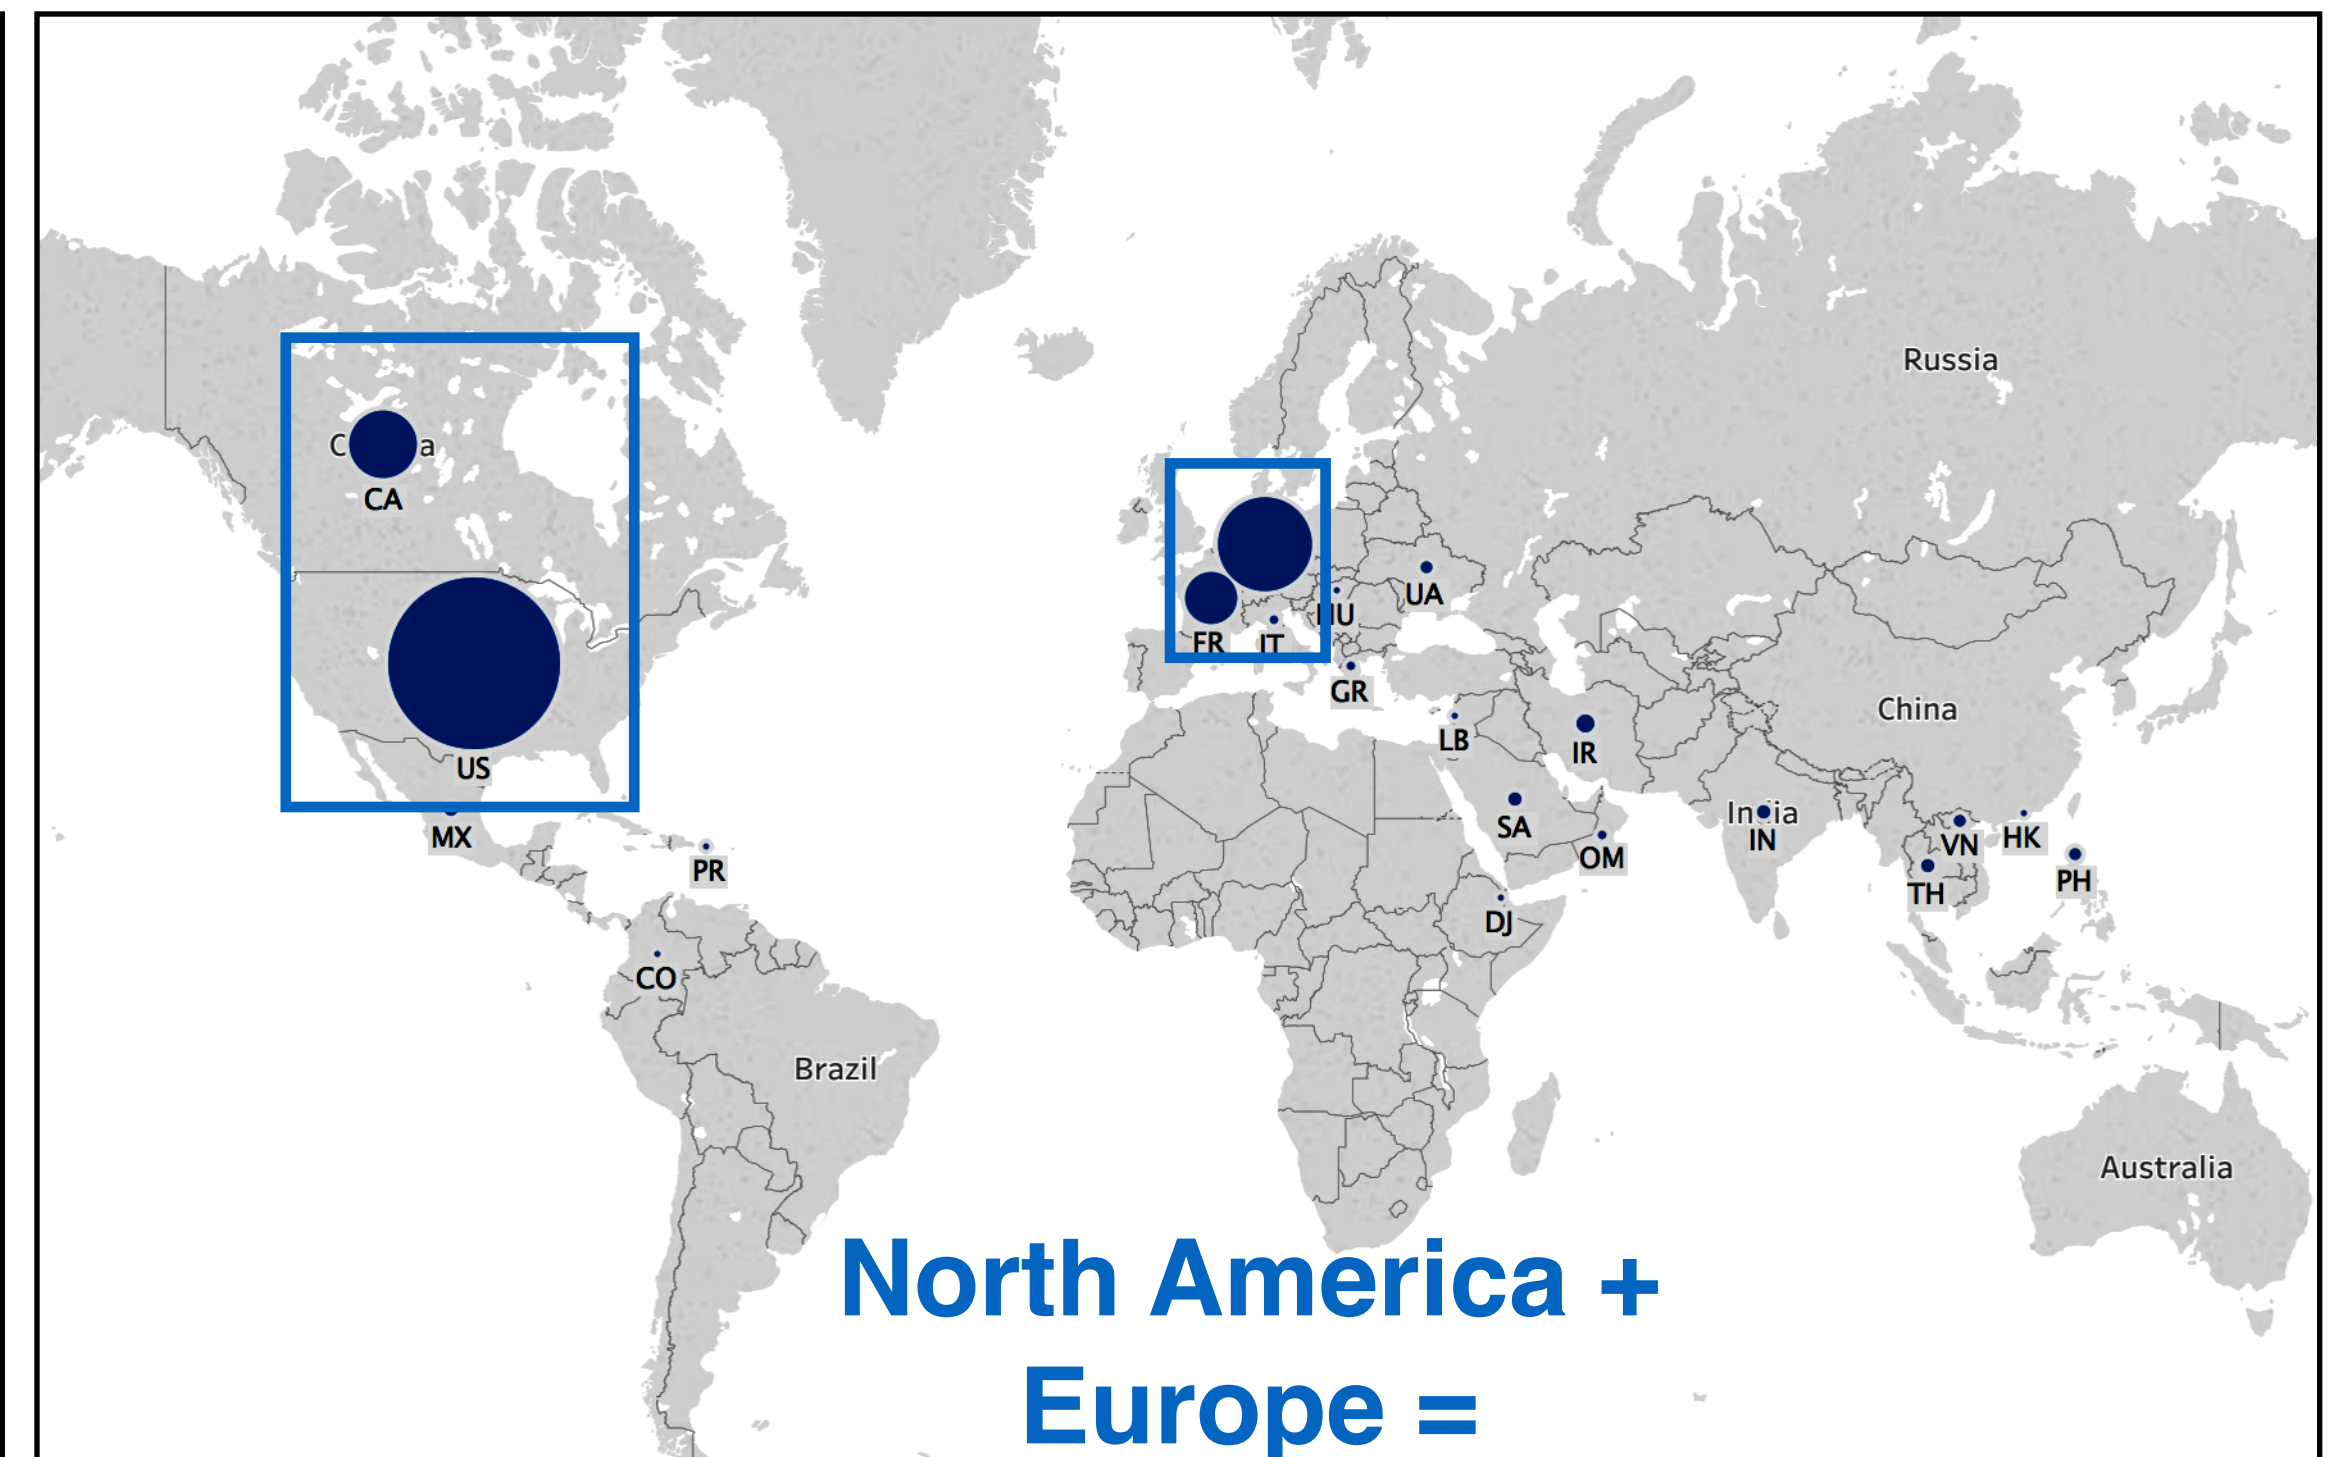 Russia
C a
CA
UA
HU
FR
IT
GR
China
LB
IR
US
India
SA
IN
MX
VN
HK
OM
PR
PH
TH
DJ
CO
Brazil
Australia
North America +
Europe =